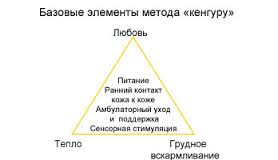 Базовые элементы метода «кенгуру»
Любовь
Питание
Ранний контакт
кожа к коже
Амбулаторный уход
и поддержка
Сенсорная стимуляция
Тепло
Грудное
вскармливание